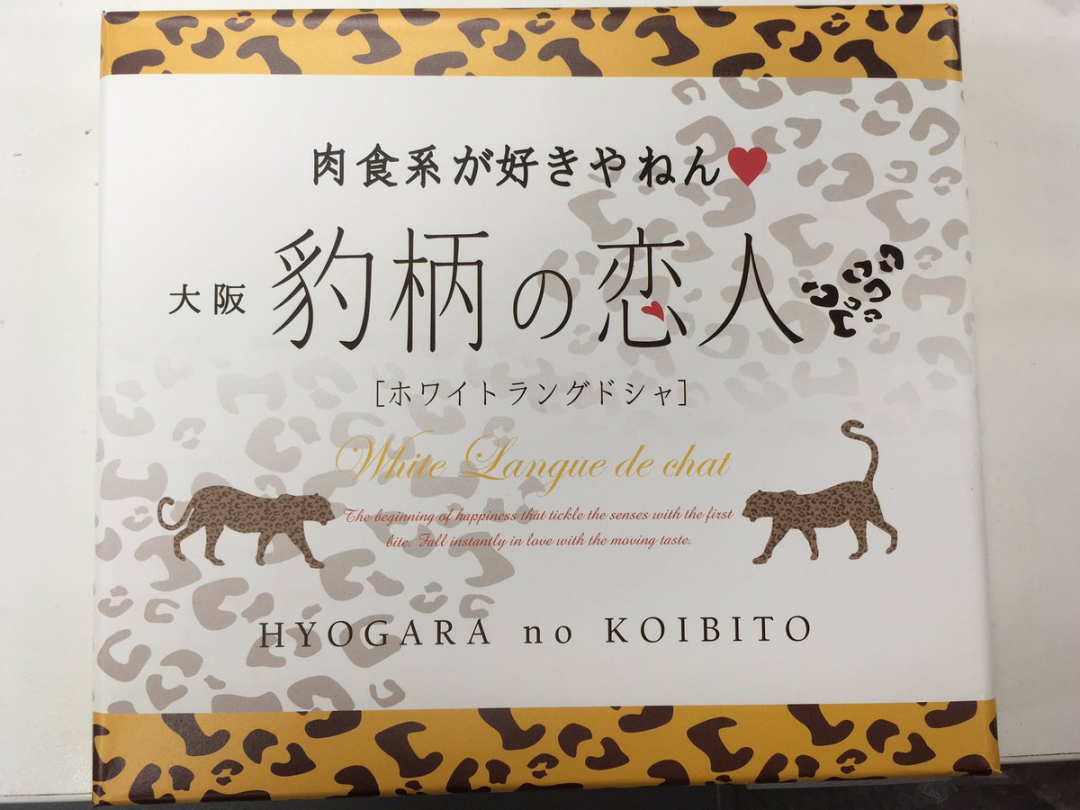 肉食系が好きやねん♥
大阪 豹柄の恋人
[ホワイトラングドシャ]
White Langue de chat
The beginning of happiness that tickle the senses with the first
bite. Fall instantly in love with the moving taste.
HYOGARA no KOIBITO